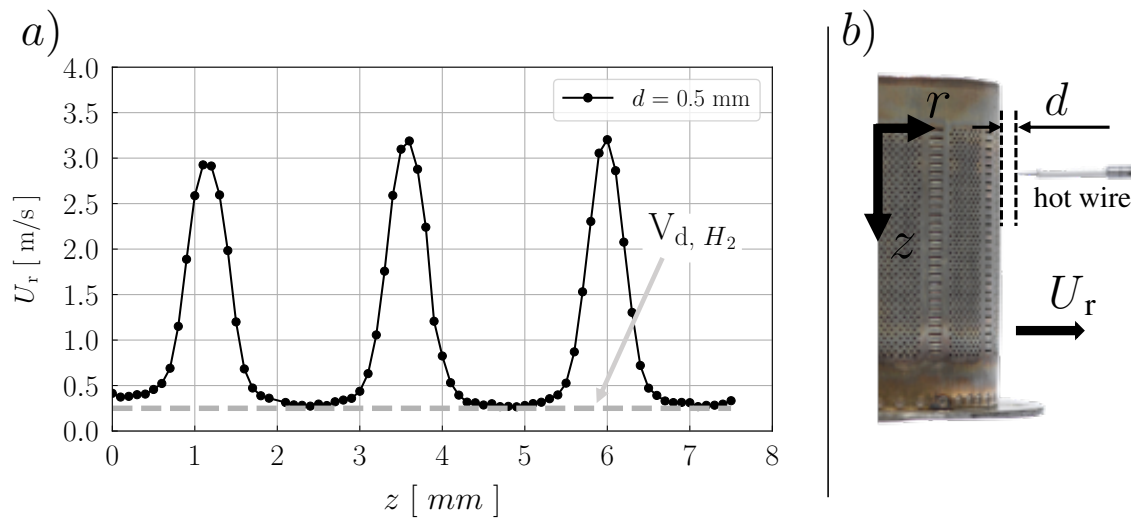 a)
4.0
3.5
3.0
2.5
2.0
1.5
1.0
0.5
0.0
U_r [ m/s ]
d = 0.5 mm
V_{d, H_2}
0 1 2 3 4 5 6 7 8
z [ mm ]
b)
r
d
hot wire
z
U_r